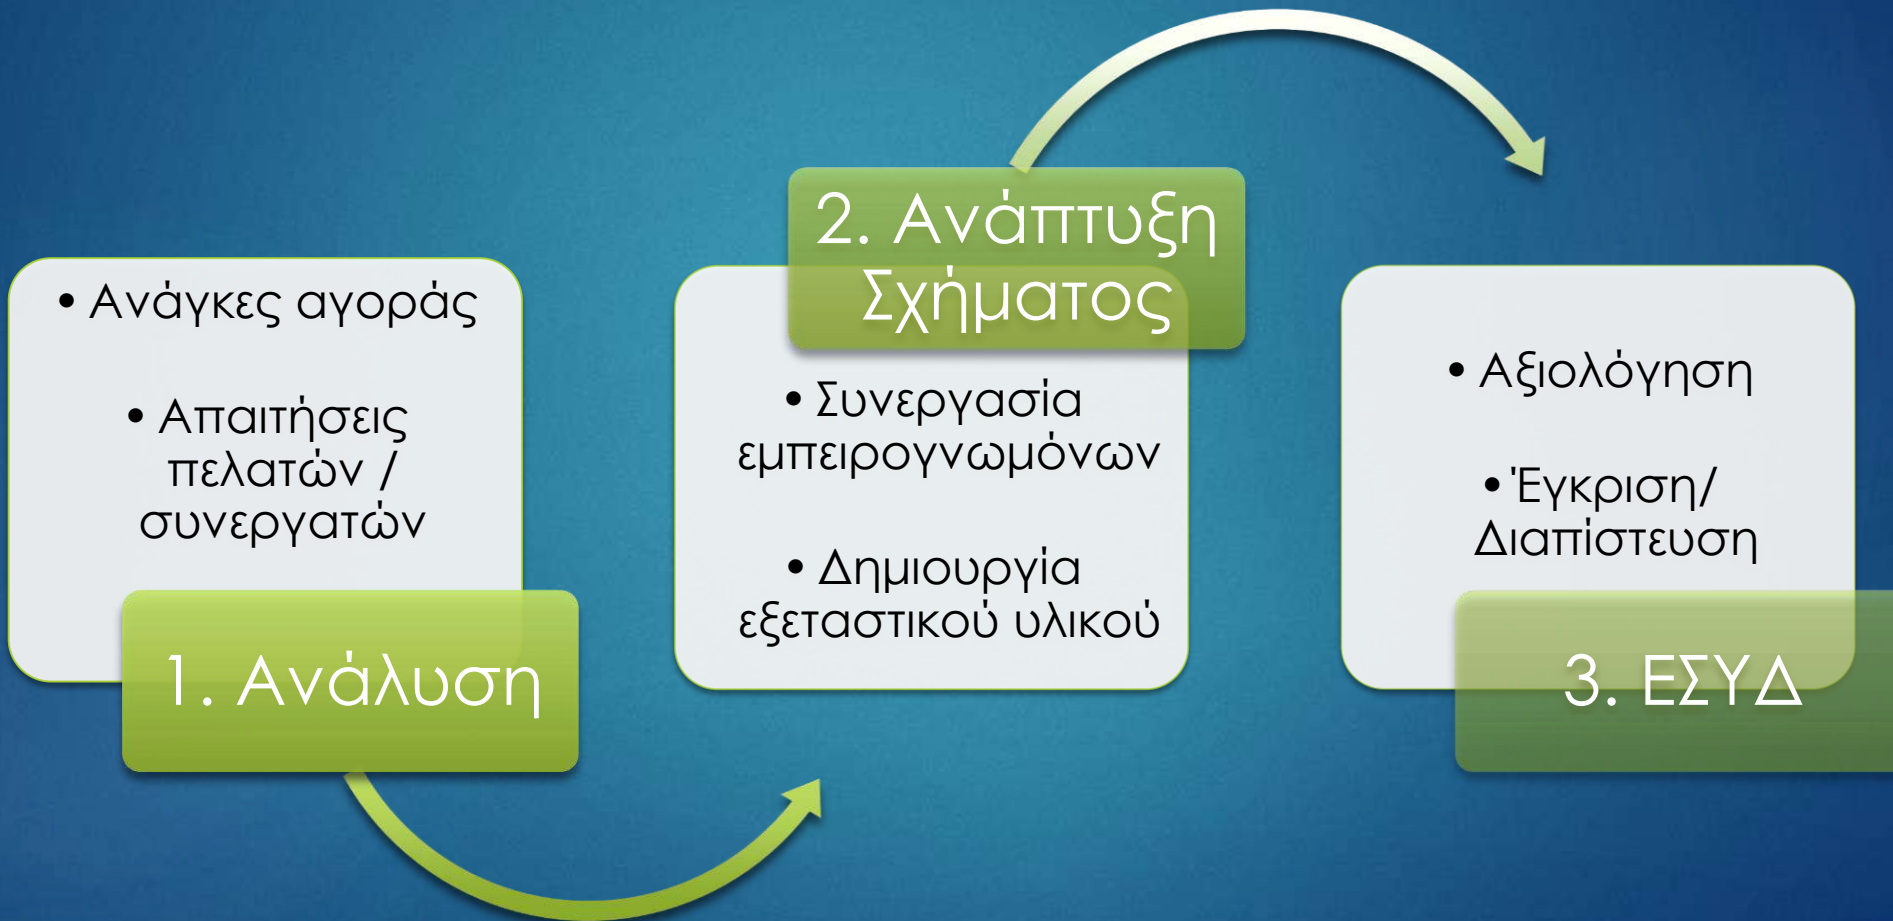 • Ανάγκες αγοράς
• Απαιτήσεις
πελατών /
συνεργατών
1. Ανάλυση
2. Ανάπτυξη
Σχήματος
• Συνεργασία
εμπειρογνωμόνων
• Δημιουργία
εξεταστικού υλικού
• Αξιολόγηση
• Έγκριση/
Διαπίστευση
3. ΕΣΥΔ